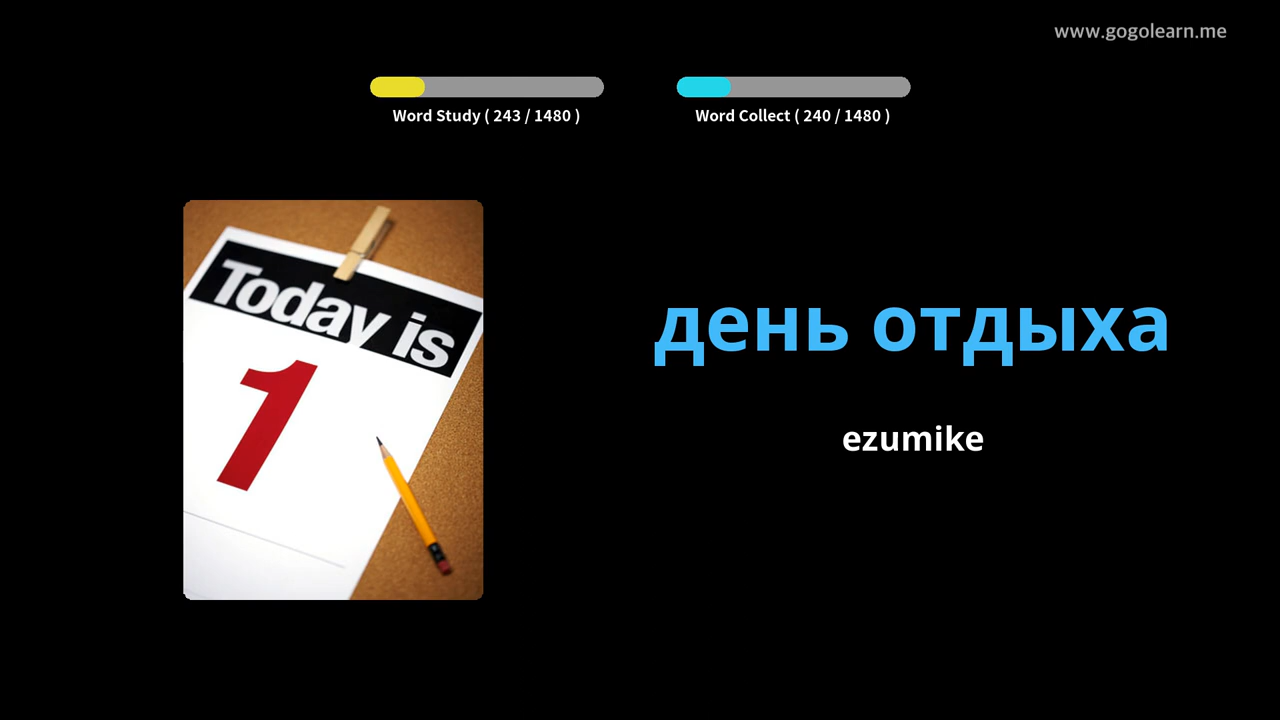 www.gogolearn.me
Word Study ( 243 / 1480 )
Word Collect ( 240 / 1480 )
Today is
1
день отдыха
ezumike